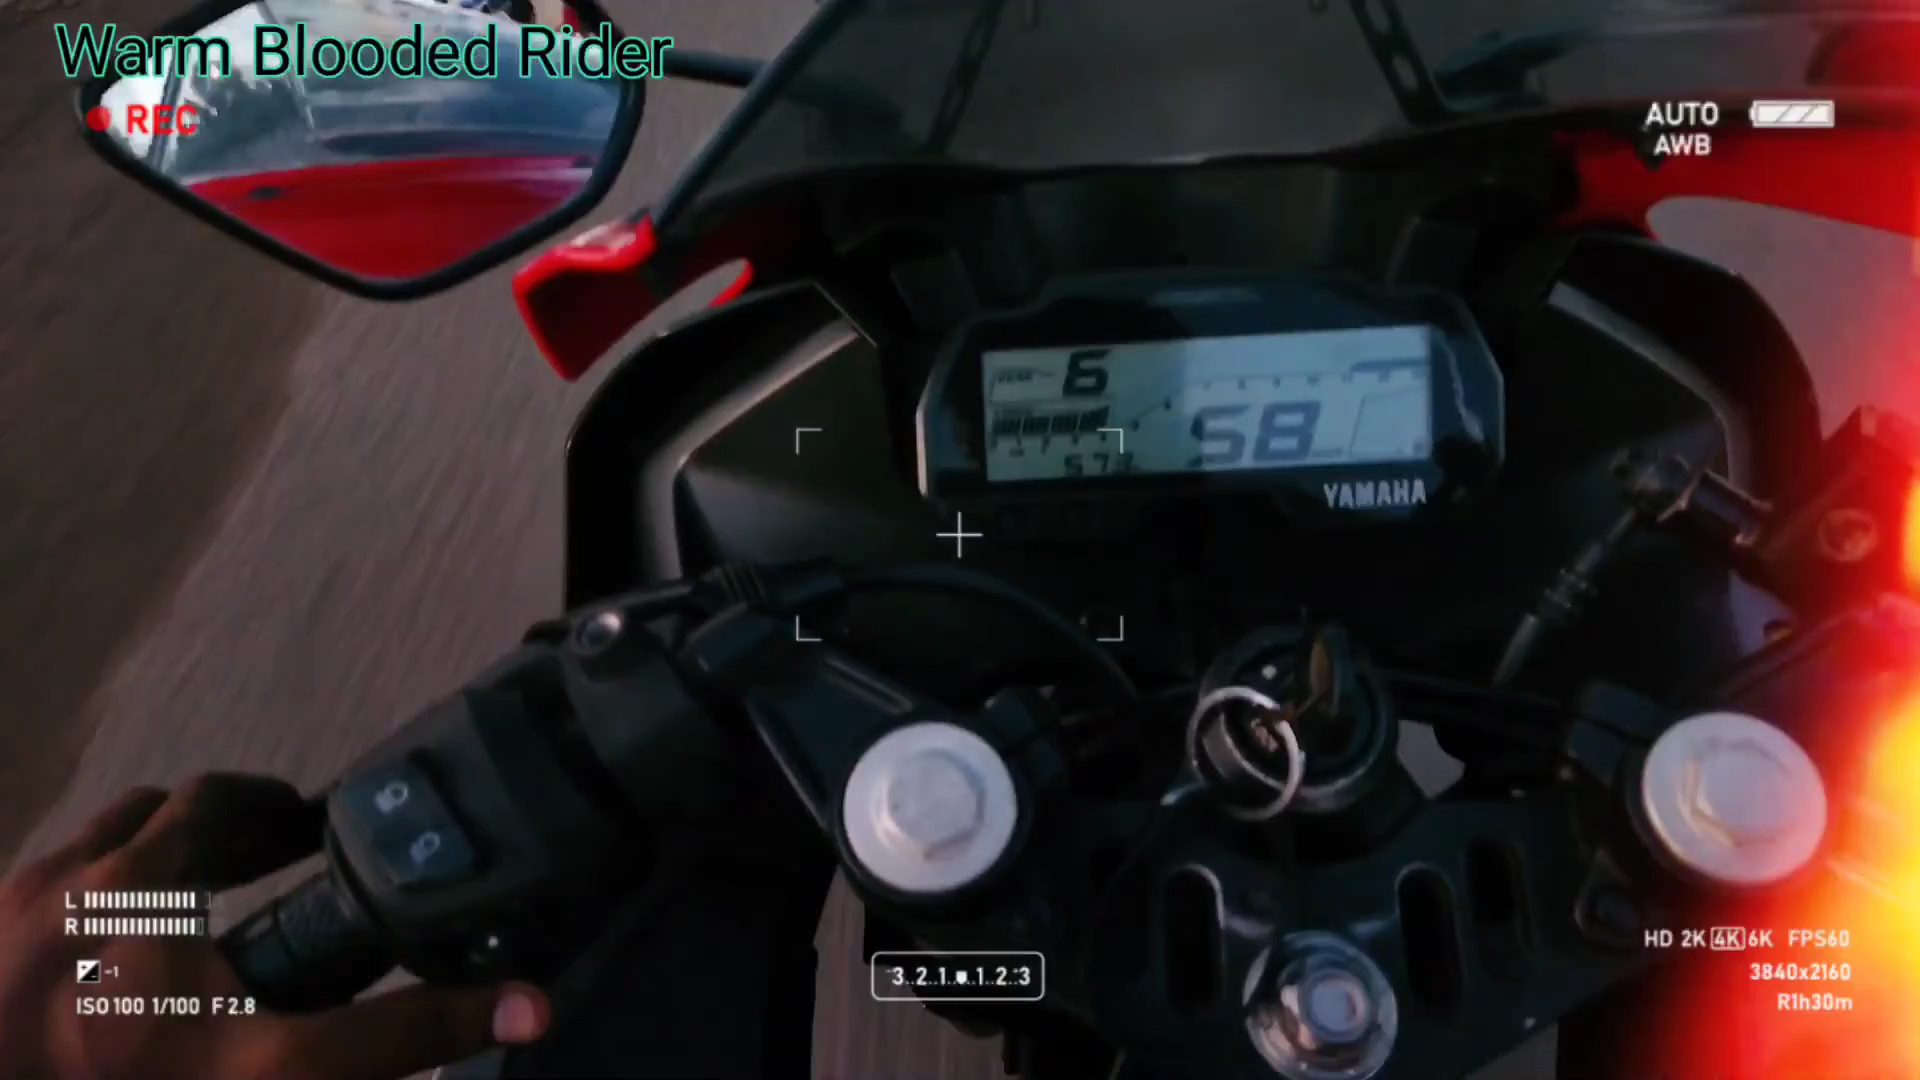 Warm Blooded Rider
REC
AUTO
AWB
6
58
YAMAHA
L
R
-1
ISO 100 1/100 F 2.8
3..2.1.■.1.2.:3
HD 2K 4K 6K FPS60
3840x2160
R1h30m